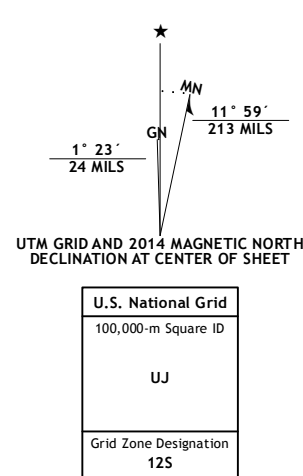 ★
MN
GN
11° 59´
213 MILS
1° 23´
24 MILS
UTM GRID AND 2014 MAGNETIC NORTH
DECLINATION AT CENTER OF SHEET
U.S. National Grid
100,000-m Square ID
UJ
Grid Zone Designation
12S